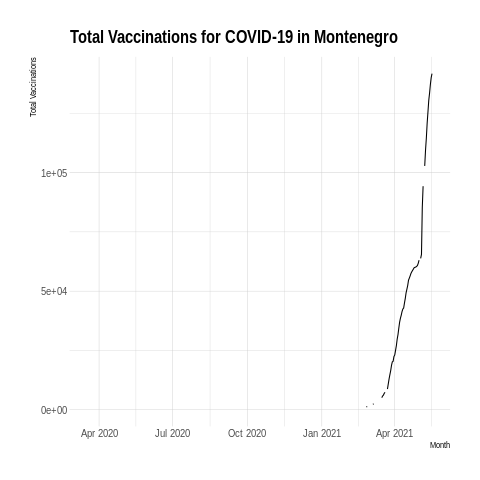 Total Vaccinations for COVID-19 in Montenegro
Total Vaccinations
1e+05
5e+04
0e+00
Apr 2020 Jul 2020 Oct 2020 Jan 2021 Apr 2021
Month